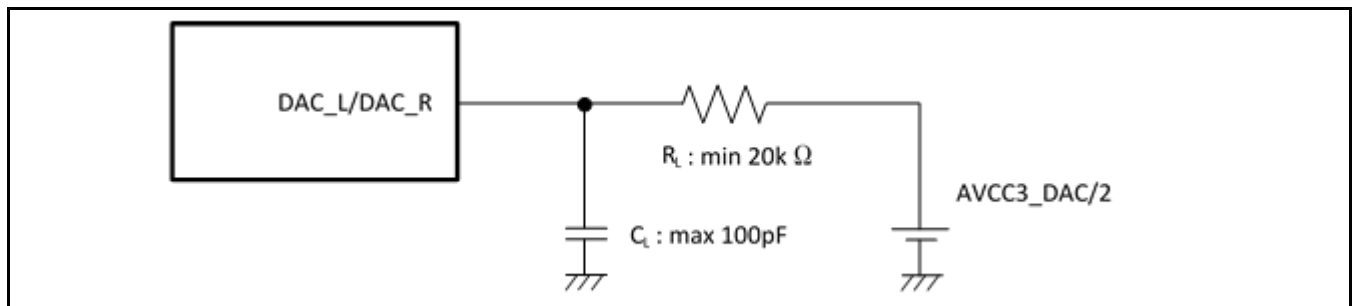 DAC_L/DAC_R
R_L : min 20k Ω
AVCC3_DAC/2
C_L : max 100pF